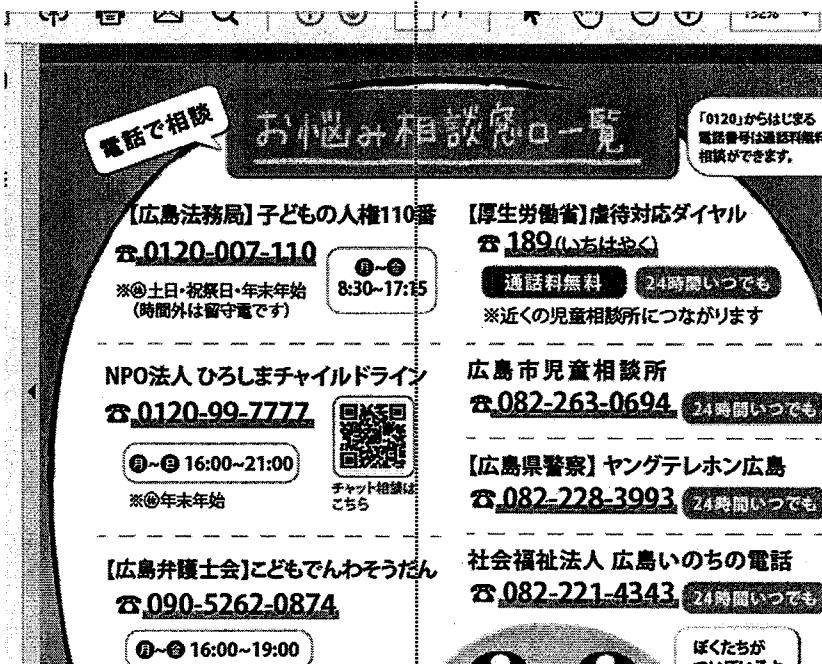 132%
電話で相談
お悩み相談窓口一覧
「0120」からはじまる
電話番号は通話料無料
相談ができます。
【広島法務局】子どもの人権110番
☎0120-007-110
月~金
8:30~17:15
※休土日・祝祭日・年末年始
(時間外は留守電です)
NPO法人 ひろしまチャイルドライン
☎0120-99-7777
月~日 16:00~21:00
※休年末年始
チャット相談は
こちら
【広島弁護士会】こどもでんわそうだん
☎090-5262-0874
月~金 16:00~19:00
【厚生労働省】虐待対応ダイヤル
☎189(いちはやく)
通話料無料 24時間いつでも
※近くの児童相談所につながります
広島市児童相談所
☎082-263-0694 24時間いつでも
【広島県警察】ヤングテレホン広島
☎082-228-3993 24時間いつでも
社会福祉法人 広島いのちの電話
☎082-221-4343 24時間いつでも
ぼくたちが